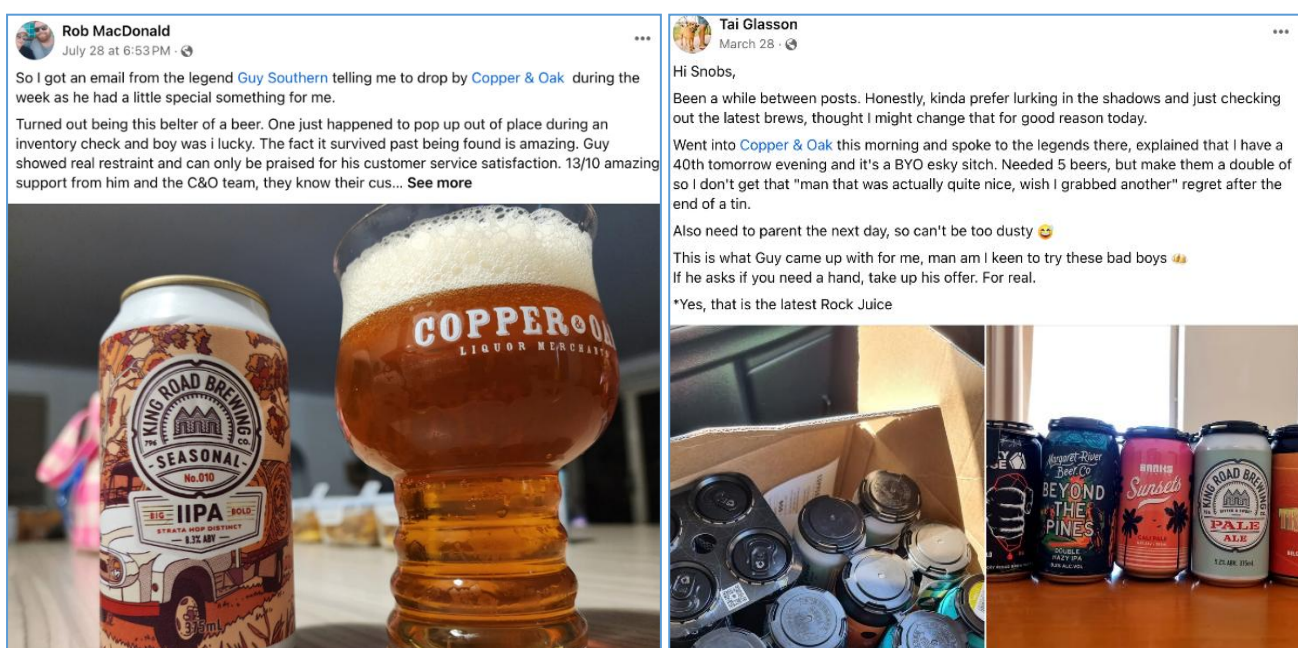 Rob MacDonald
July 28 at 6:53 PM ·
So I got an email from the legend Guy Southern telling me to drop by Copper & Oak during the
week as he had a little special something for me.
Turned out being this belter of a beer. One just happened to pop up out of place during an
inventory check and boy was i lucky. The fact it survived past being found is amazing. Guy
showed real restraint and can only be praised for his customer service satisfaction. 13/10 amazing
support from him and the C&O team, they know their cus... See more
KING ROAD BREWING
CO.
-SEASONAL-
No.010
BIG IIPA BOLD
STRATA HOP DISTINCT
8.3% ABV
375mL
COPPER & OA
LIQUOR MERCHANTS
Tai Glasson
March 28 ·
Hi Snobs,
Been a while between posts. Honestly, kinda prefer lurking in the shadows and just checking
out the latest brews, thought I might change that for good reason today.
Went into Copper & Oak this morning and spoke to the legends there, explained that I have a
40th tomorrow evening and it's a BYO esky sitch. Needed 5 beers, but make them a double of
so I don't get that "man that was actually quite nice, wish I grabbed another" regret after the
end of a tin.
Also need to parent the next day, so can't be too dusty 😅
This is what Guy came up with for me, man am I keen to try these bad boys 🍻
If he asks if you need a hand, take up his offer. For real.
*Yes, that is the latest Rock Juice
Margaret River
Beer Co
BEYOND
THE
PINES
DOUBLE
HAZY IPA
BANKS
Sunsets
KING ROAD BREWING
PALE
ALE
5.2% ABV 375mL